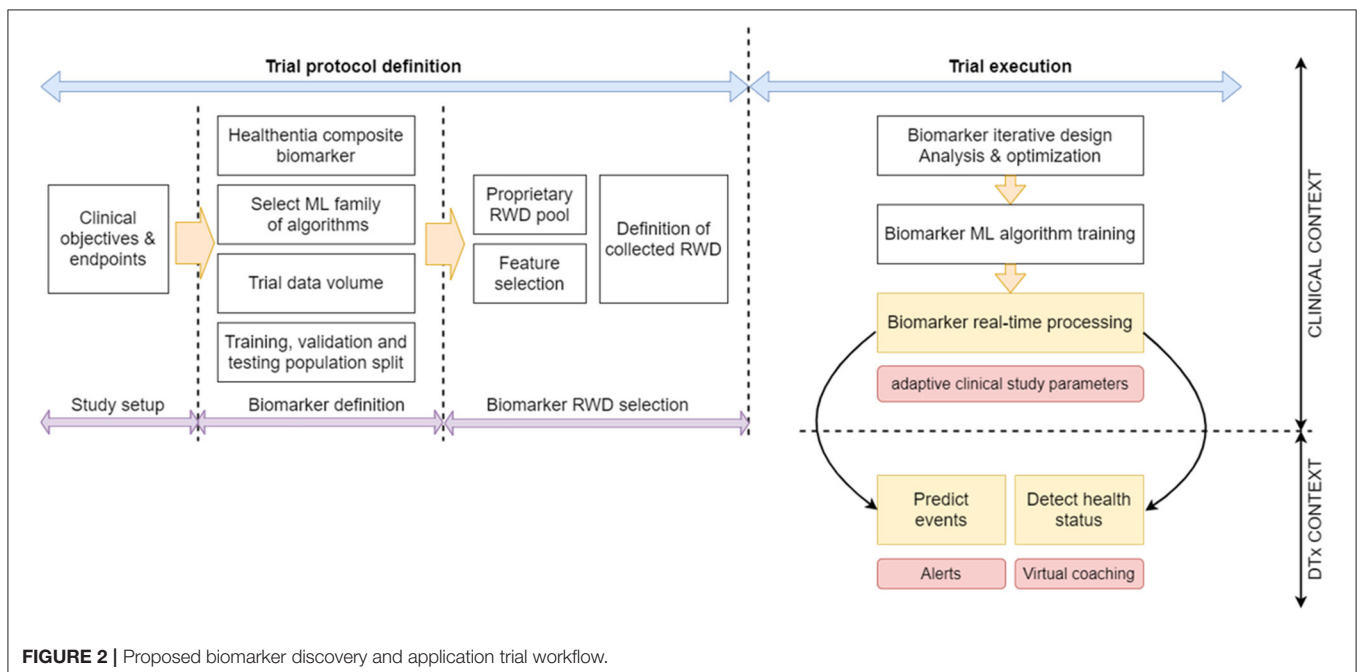 Trial protocol definition
Trial execution
Clinical
objectives &
endpoints
Healthentia composite
biomarker
Select ML family
of algorithms
Trial data volume
Training, validation and
testing population split
Proprietary
RWD pool
Feature
selection
Definition of
collected RWD
Study setup
Biomarker definition
Biomarker RWD selection
Biomarker iterative design
Analysis & optimization
Biomarker ML algorithm training
Biomarker real-time processing
adaptive clinical study parameters
Predict
events
Detect health
status
Alerts
Virtual coaching
CLINICAL CONTEXT
DTx CONTEXT
FIGURE 2 | Proposed biomarker discovery and application trial workflow.